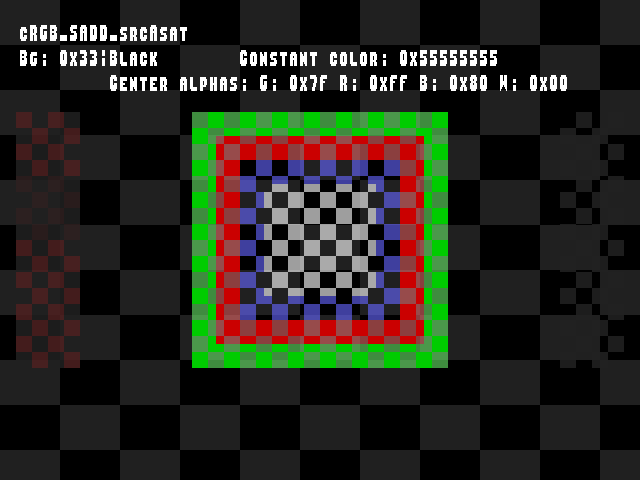 cRGB_SADD_srcAsat
Bg: 0x33;Black Constant color: 0x55555555
Center alphas: G: 0x7f R: 0xff B: 0x80 W: 0x00